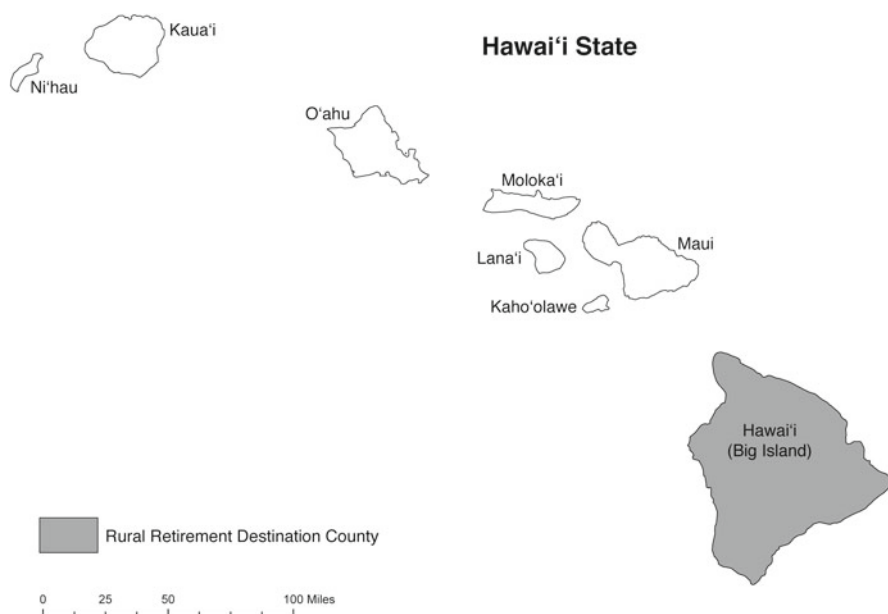 Kaua‘i
Hawai‘i State
Ni‘hau
O‘ahu
Moloka‘i
Maui
Lana‘i
Kaho‘olawe
Hawai‘i
(Big Island)
Rural Retirement Destination County
0 25 50 100 Miles